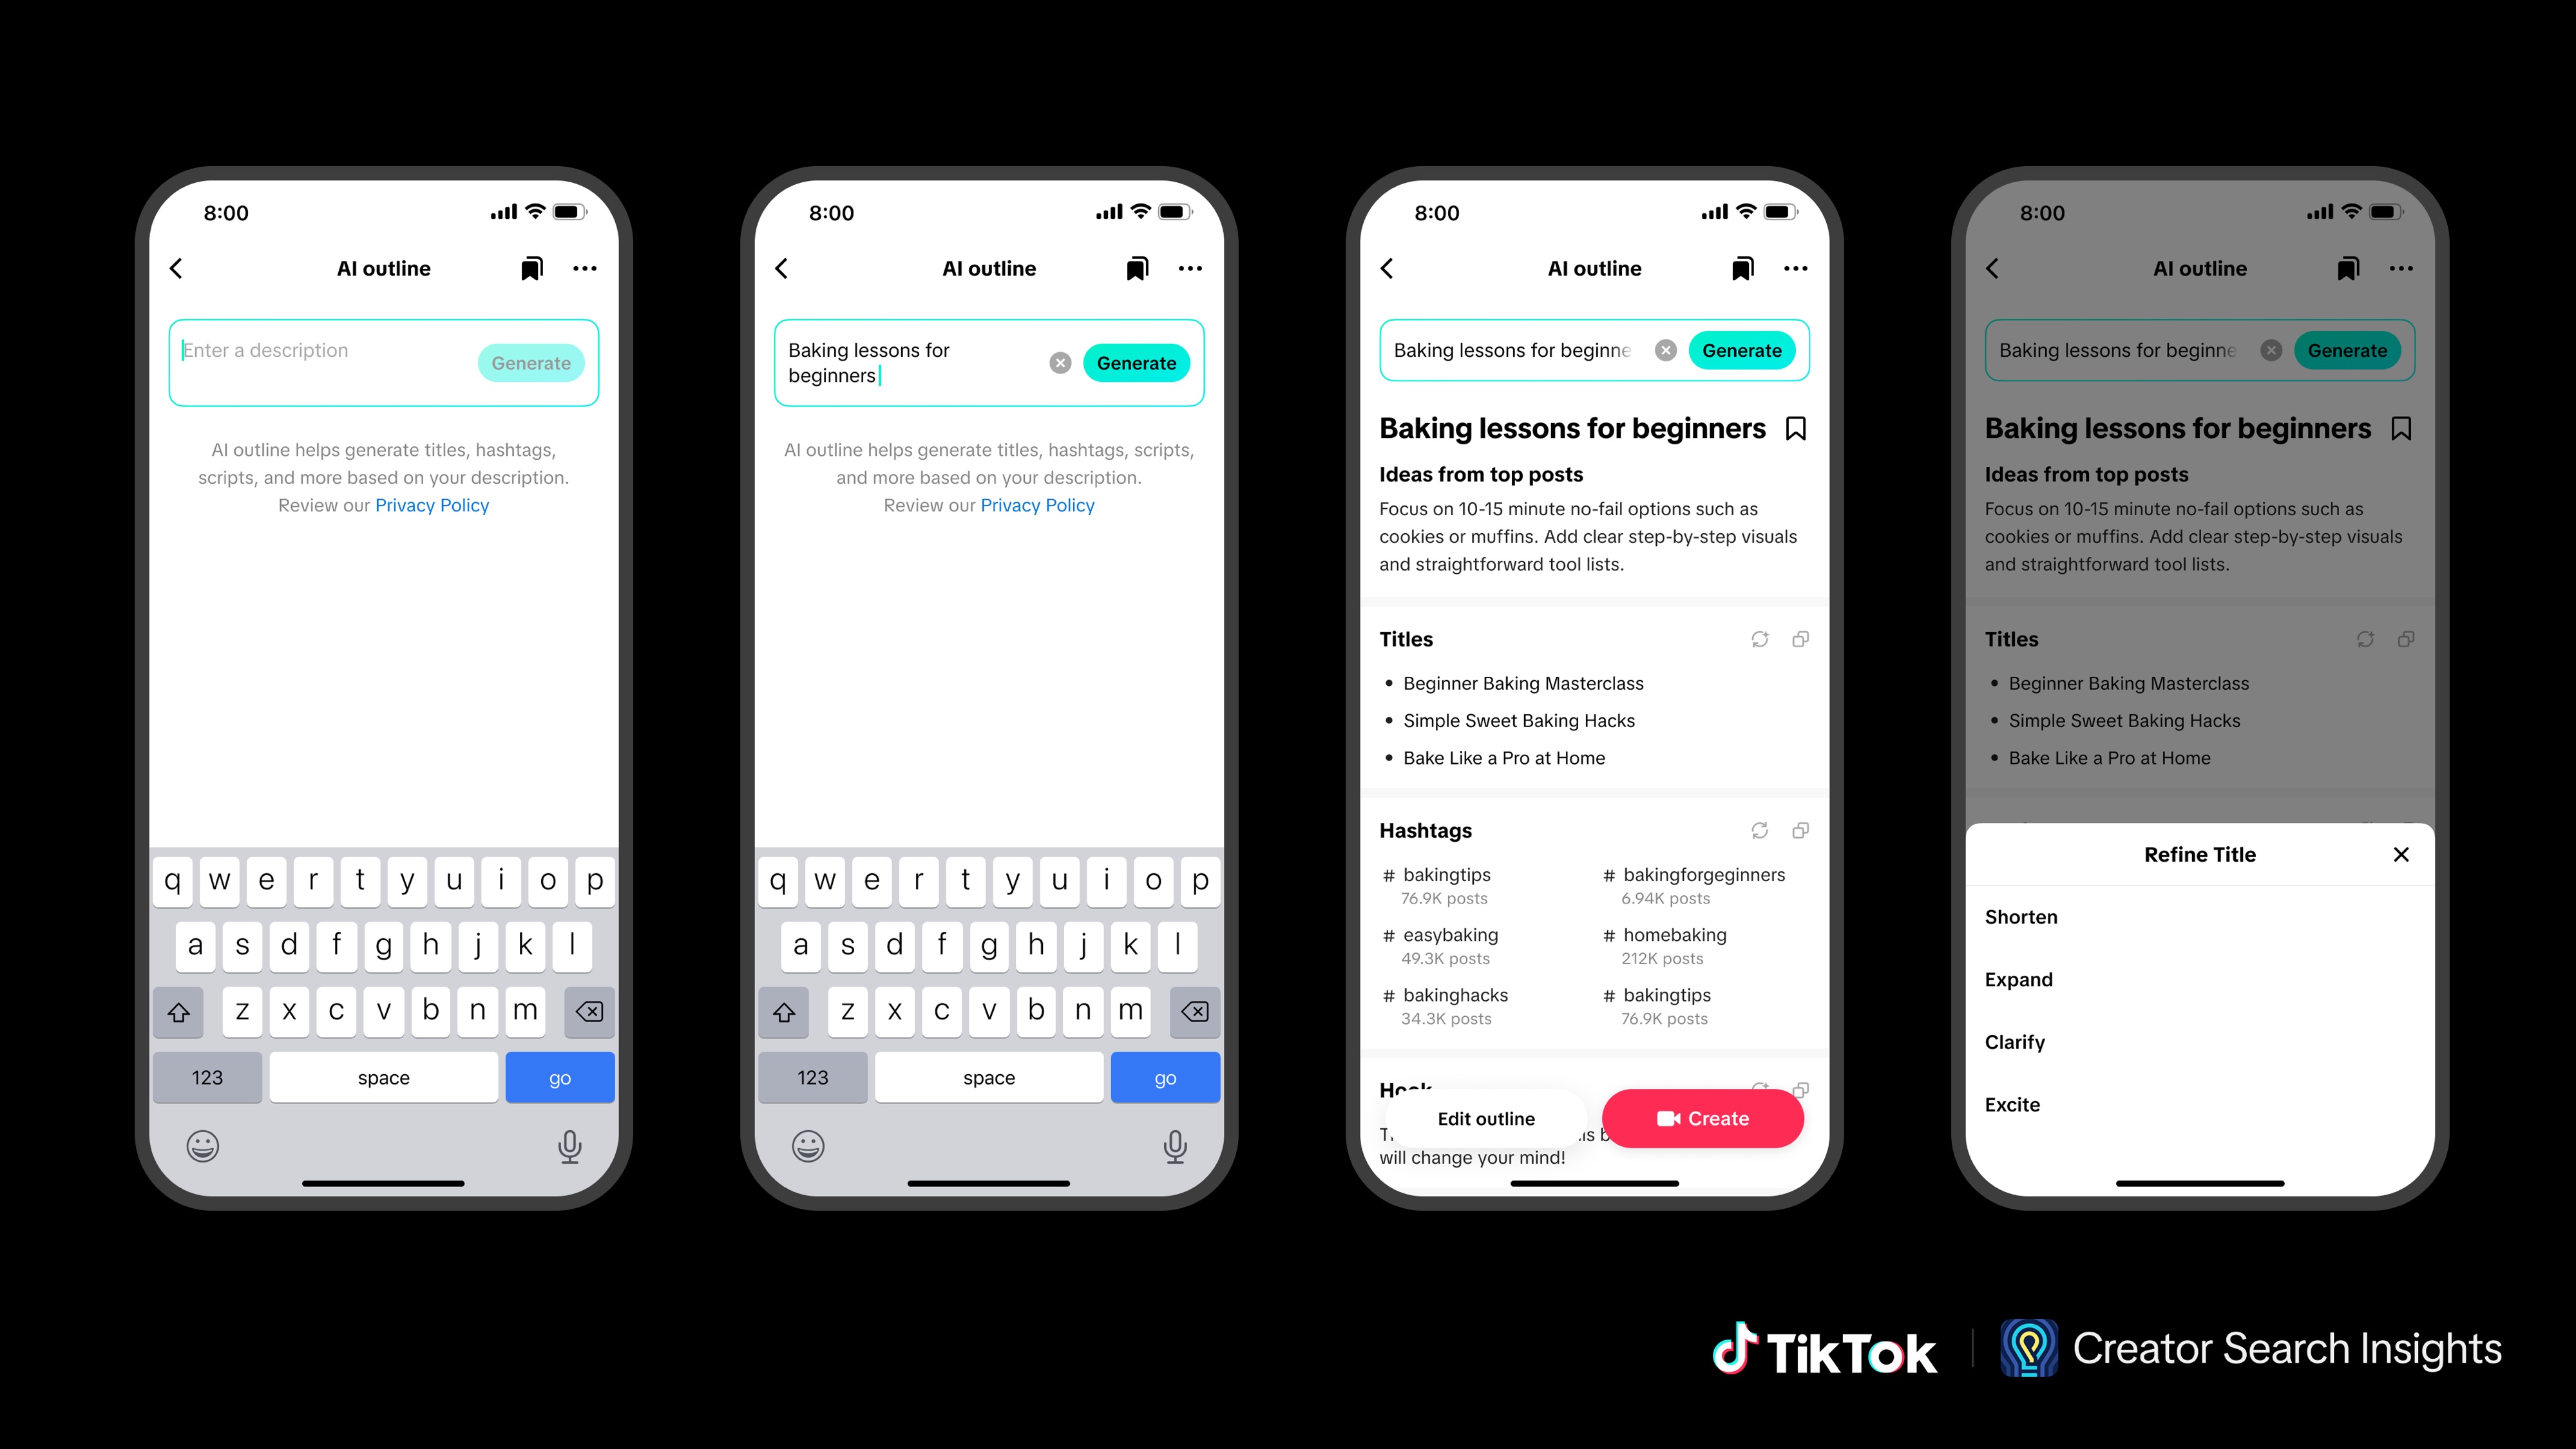 8:00
AI outline
Enter a description
Generate
AI outline helps generate titles, hashtags,
scripts, and more based on your description.
Review our Privacy Policy
q w e r t y u i o p
a s d f g h j k l
z x c v b n m
123 space go
8:00
AI outline
Baking lessons for
beginners
Generate
AI outline helps generate titles, hashtags, scripts,
and more based on your description.
Review our Privacy Policy
q w e r t y u i o p
a s d f g h j k l
z x c v b n m
123 space go
8:00
AI outline
Baking lessons for beginne
Generate
Baking lessons for beginners
Ideas from top posts
Focus on 10-15 minute no-fail options such as
cookies or muffins. Add clear step-by-step visuals
and straightforward tool lists.
Titles
• Beginner Baking Masterclass
• Simple Sweet Baking Hacks
• Bake Like a Pro at Home
Hashtags
# bakingtips
76.9K posts
# bakingforgeginners
6.94K posts
# easybaking
49.3K posts
# homebaking
212K posts
# bakinghacks
34.3K posts
# bakingtips
76.9K posts
Hook
Edit outline
Create
will change your mind!
8:00
AI outline
Baking lessons for beginne
Generate
Baking lessons for beginners
Ideas from top posts
Focus on 10-15 minute no-fail options such as
cookies or muffins. Add clear step-by-step visuals
and straightforward tool lists.
Titles
• Beginner Baking Masterclass
• Simple Sweet Baking Hacks
• Bake Like a Pro at Home
Refine Title
Shorten
Expand
Clarify
Excite
TikTok
Creator Search Insights